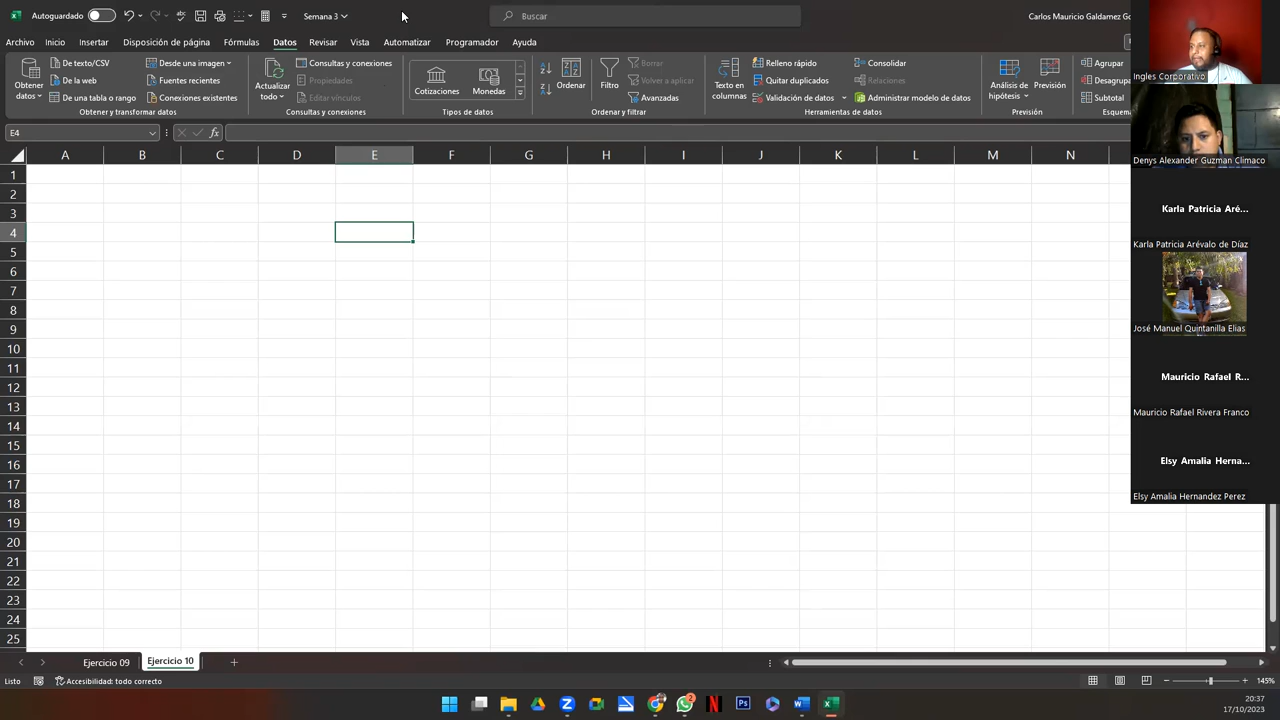 Autoguardado
Semana 3
Buscar
Carlos Mauricio Galdamez Go
Archivo Inicio Insertar Disposición de página Fórmulas Datos Revisar Vista Automatizar Programador Ayuda
Obtener datos
De texto/CSV
De la web
De una tabla o rango
Desde una imagen
Fuentes recientes
Conexiones existentes
Obtener y transformar datos
Actualizar todo
Consultas y conexiones
Propiedades
Editar vínculos
Consultas y conexiones
Cotizaciones
Monedas
Tipos de datos
Ordenar
Filtro
Borrar
Volver a aplicar
Avanzadas
Ordenar y filtrar
Texto en columnas
Relleno rápido
Quitar duplicados
Validación de datos
Consolidar
Relaciones
Administrar modelo de datos
Herramientas de datos
Análisis de hipótesis
Previsión
Previsión
Agrupar
Desagrupa
Subtotal
Esquema
E4
fx
A B C D E F G H I J K L M N
1
2
3
4
5
6
7
8
9
10
11
12
13
14
15
16
17
18
19
20
21
22
23
24
25
Ingles Corporativo
Denys Alexander Guzman Climaco
Karla Patricia Aré...
Karla Patricia Arévalo de Díaz
José Manuel Quintanilla Elias
Mauricio Rafael R...
Mauricio Rafael Rivera Franco
Elsy Amalia Herna...
Elsy Amalia Hernandez Perez
Ejercicio 09
Ejercicio 10
Listo
Accesibilidad: todo correcto
145%
20:37
17/10/2023